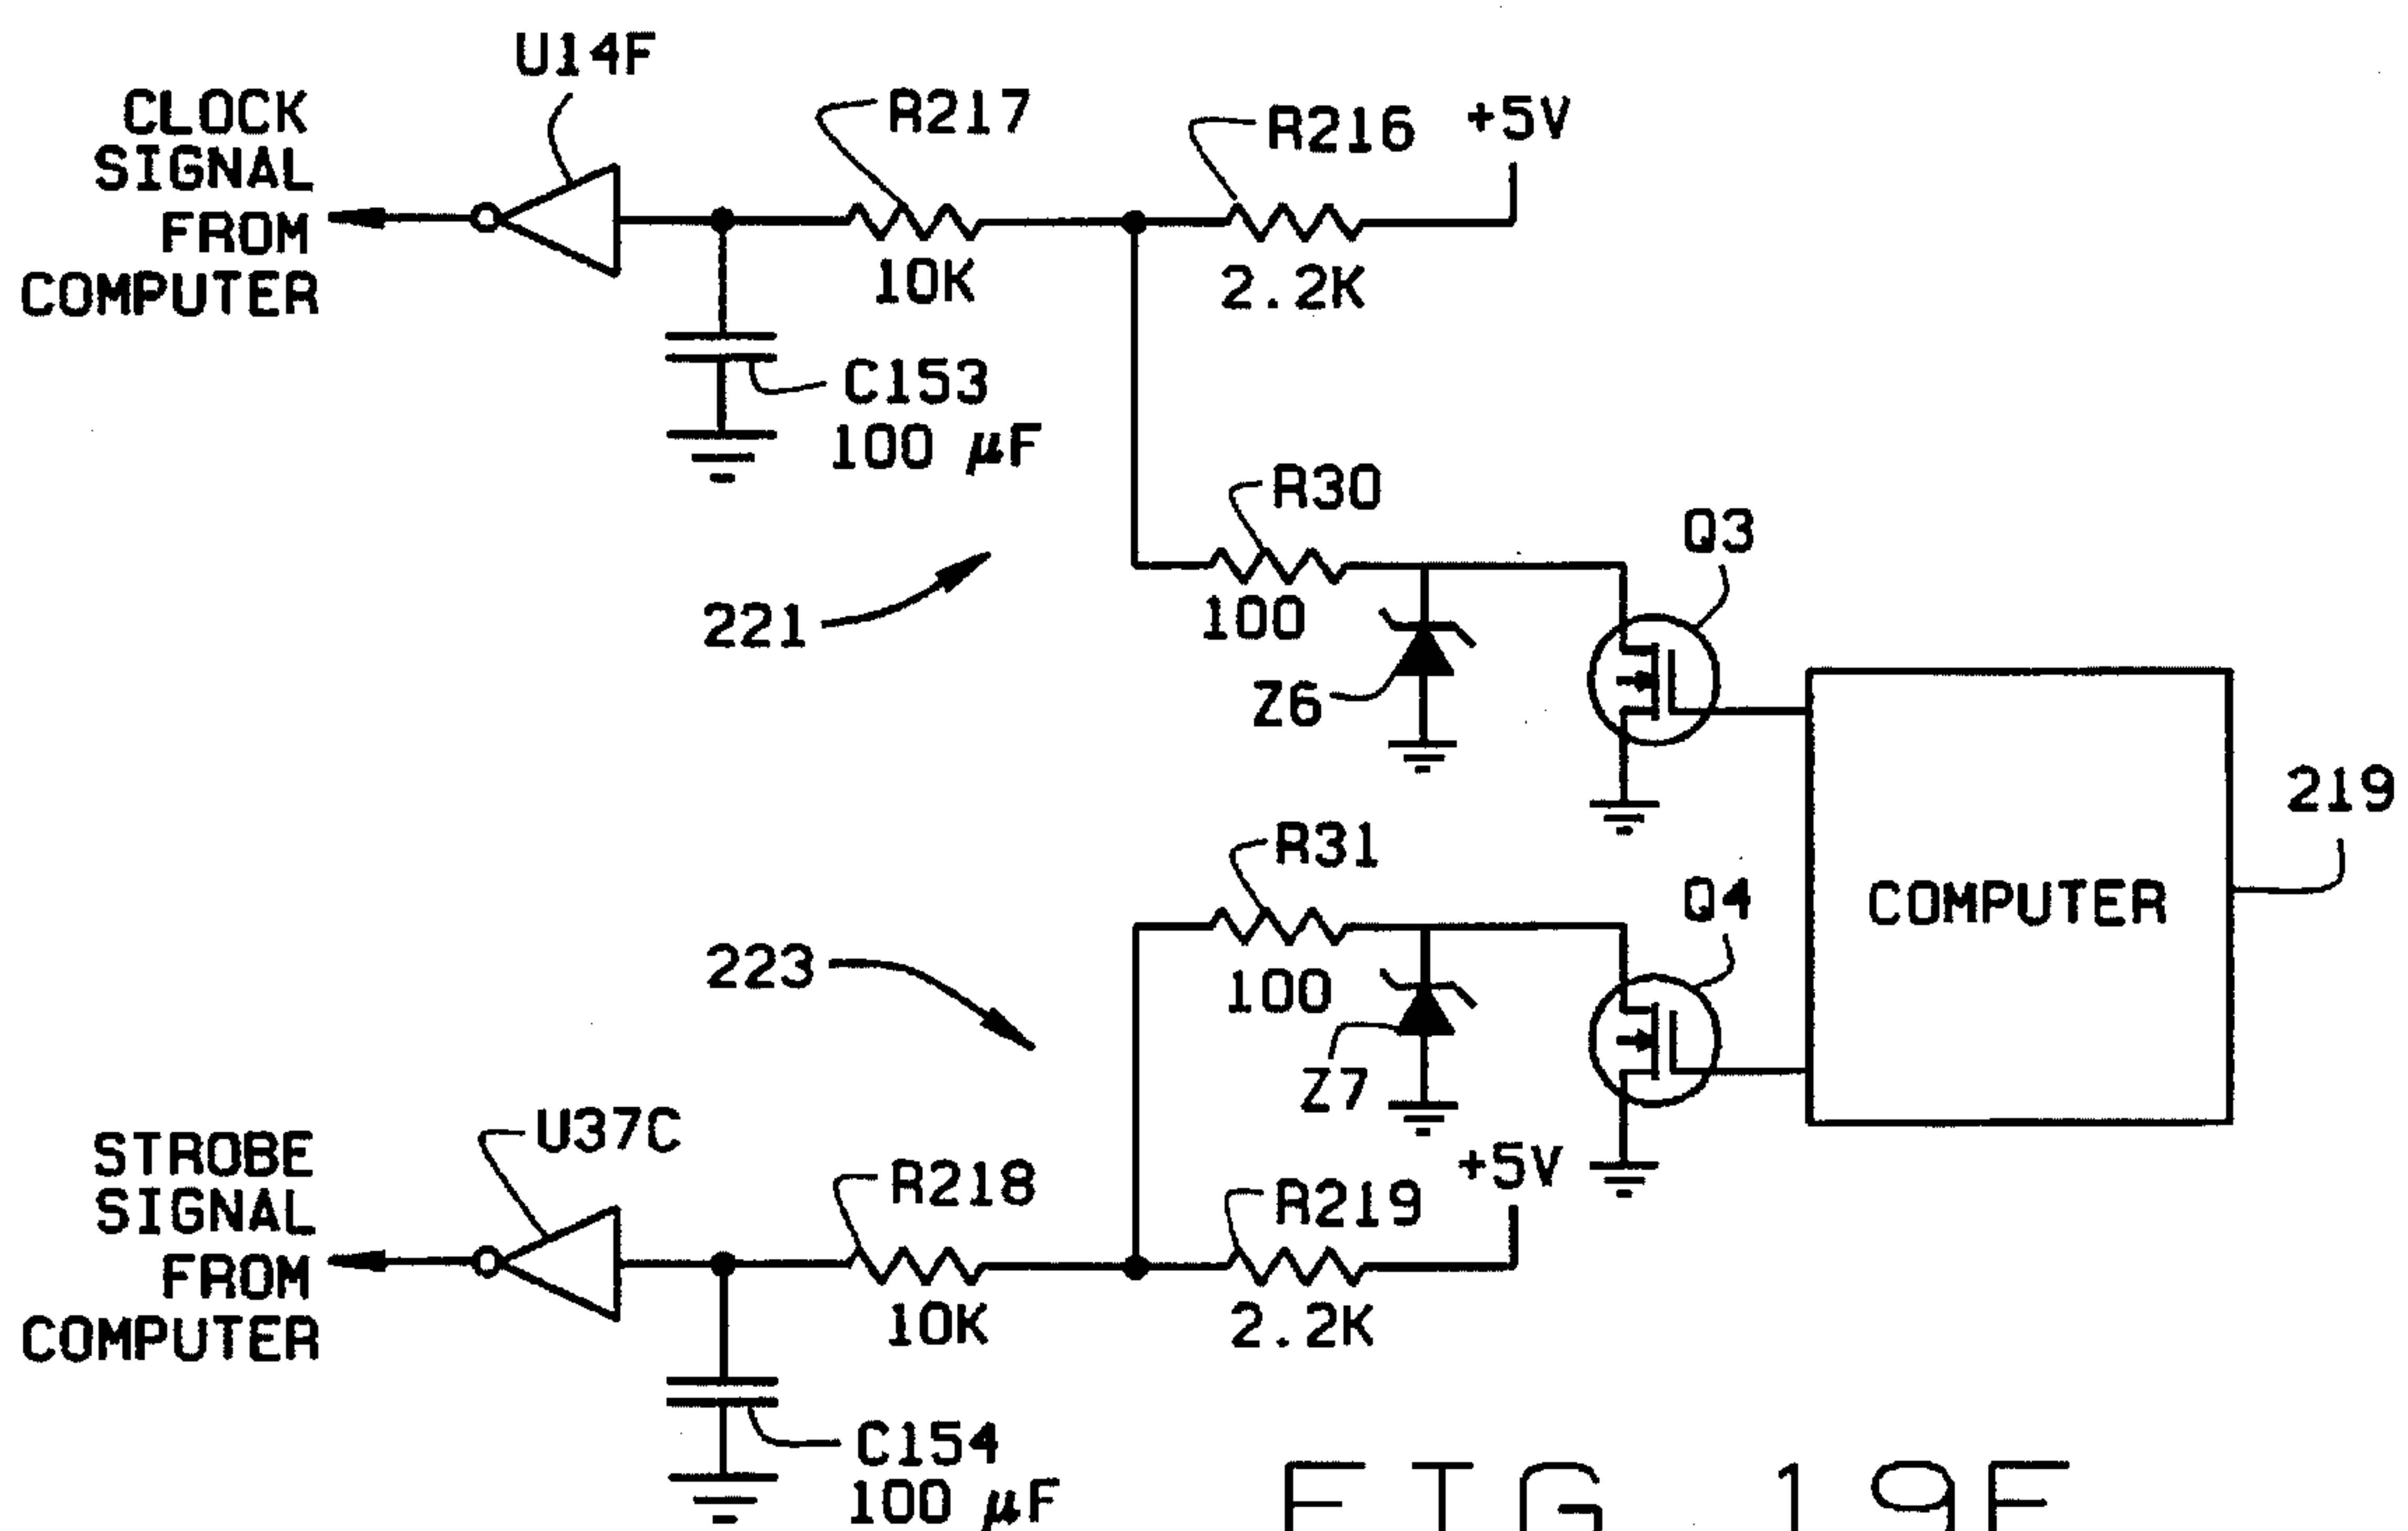 U14F
CLOCK
SIGNAL
FROM
COMPUTER
R217
10K
R216
2.2K
+5V
C153
100 µF
R30
100
221
Z6
Q3
219
COMPUTER
R31
100
223
Z7
Q4
STROBE
SIGNAL
FROM
COMPUTER
U37C
R218
10K
R219
2.2K
+5V
C154
100 µF